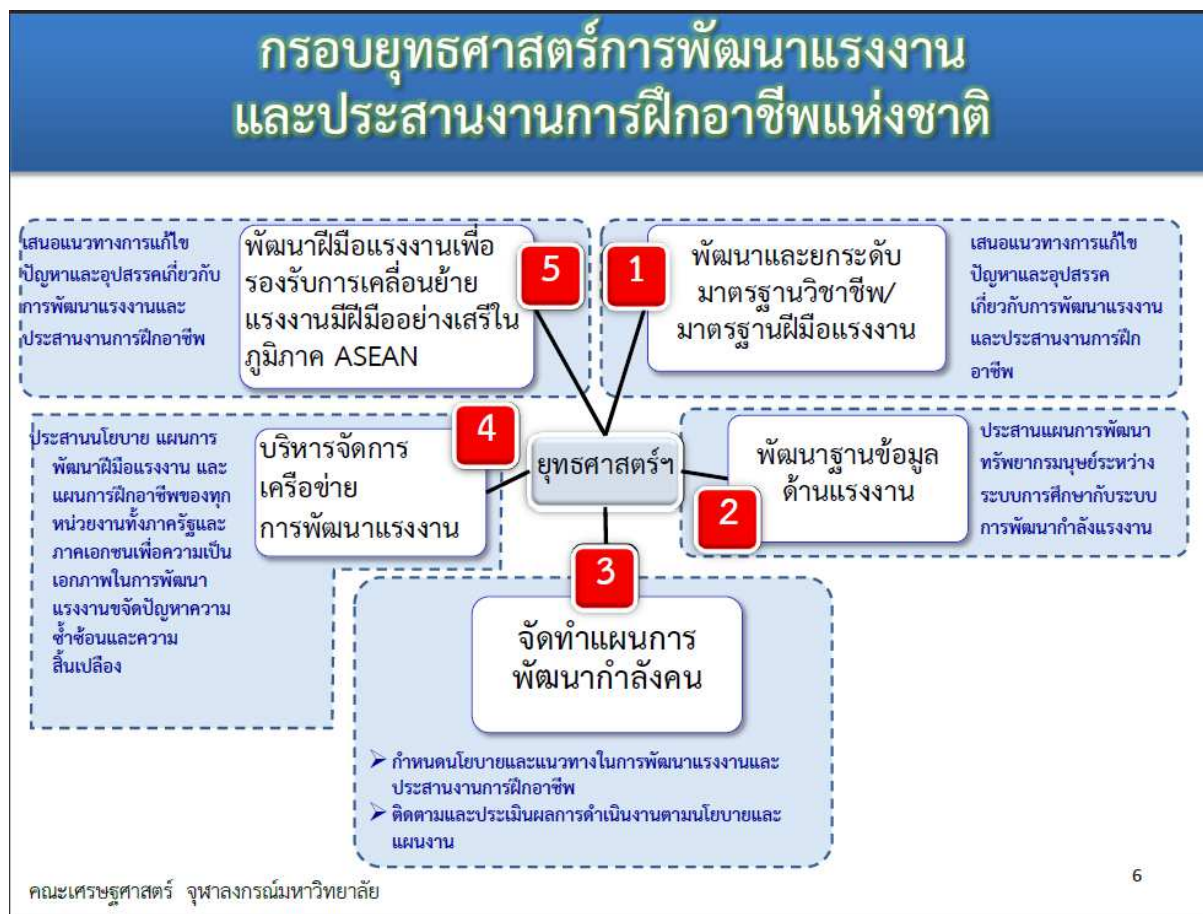 กรอบยุทธศาสตร์การพัฒนาแรงงาน
และประสานงานการฝึกอาชีพแห่งชาติ
เสนอแนวทางการแก้ไข
ปัญหาและอุปสรรคเกี่ยวกับ
การพัฒนาแรงงานและ
ประสานงานการฝึกอาชีพ
พัฒนาฝีมือแรงงานเพื่อ
รองรับการเคลื่อนย้าย
แรงงานมีฝีมืออย่างเสรีใน
ภูมิภาค ASEAN
5
1
พัฒนาและยกระดับ
มาตรฐานวิชาชีพ/
มาตรฐานฝีมือแรงงาน
เสนอแนวทางการแก้ไข
ปัญหาและอุปสรรค
เกี่ยวกับการพัฒนาแรงงาน
และประสานงานการฝึก
อาชีพ
ประสานนโยบาย แผนการ
พัฒนาฝีมือแรงงาน และ
แผนการฝึกอาชีพของทุก
หน่วยงานทั้งภาครัฐและ
ภาคเอกชนเพื่อความเป็น
เอกภาพในการพัฒนา
แรงงานขจัดปัญหาความ
ซ้ำซ้อนและความ
สิ้นเปลือง
บริหารจัดการ
เครือข่าย
การพัฒนาแรงงาน
4
ยุทธศาสตร์ฯ
2
พัฒนาฐานข้อมูล
ด้านแรงงาน
ประสานแผนการพัฒนา
ทรัพยากรมนุษย์ระหว่าง
ระบบการศึกษากับระบบ
การพัฒนากำลังแรงงาน
3
จัดทำแผนการ
พัฒนากำลังคน
➢ กำหนดนโยบายและแนวทางในการพัฒนาแรงงานและ
ประสานงานการฝึกอาชีพ
➢ ติดตามและประเมินผลการดำเนินงานตามนโยบายและ
แผนงาน
คณะเศรษฐศาสตร์ จุฬาลงกรณ์มหาวิทยาลัย
6